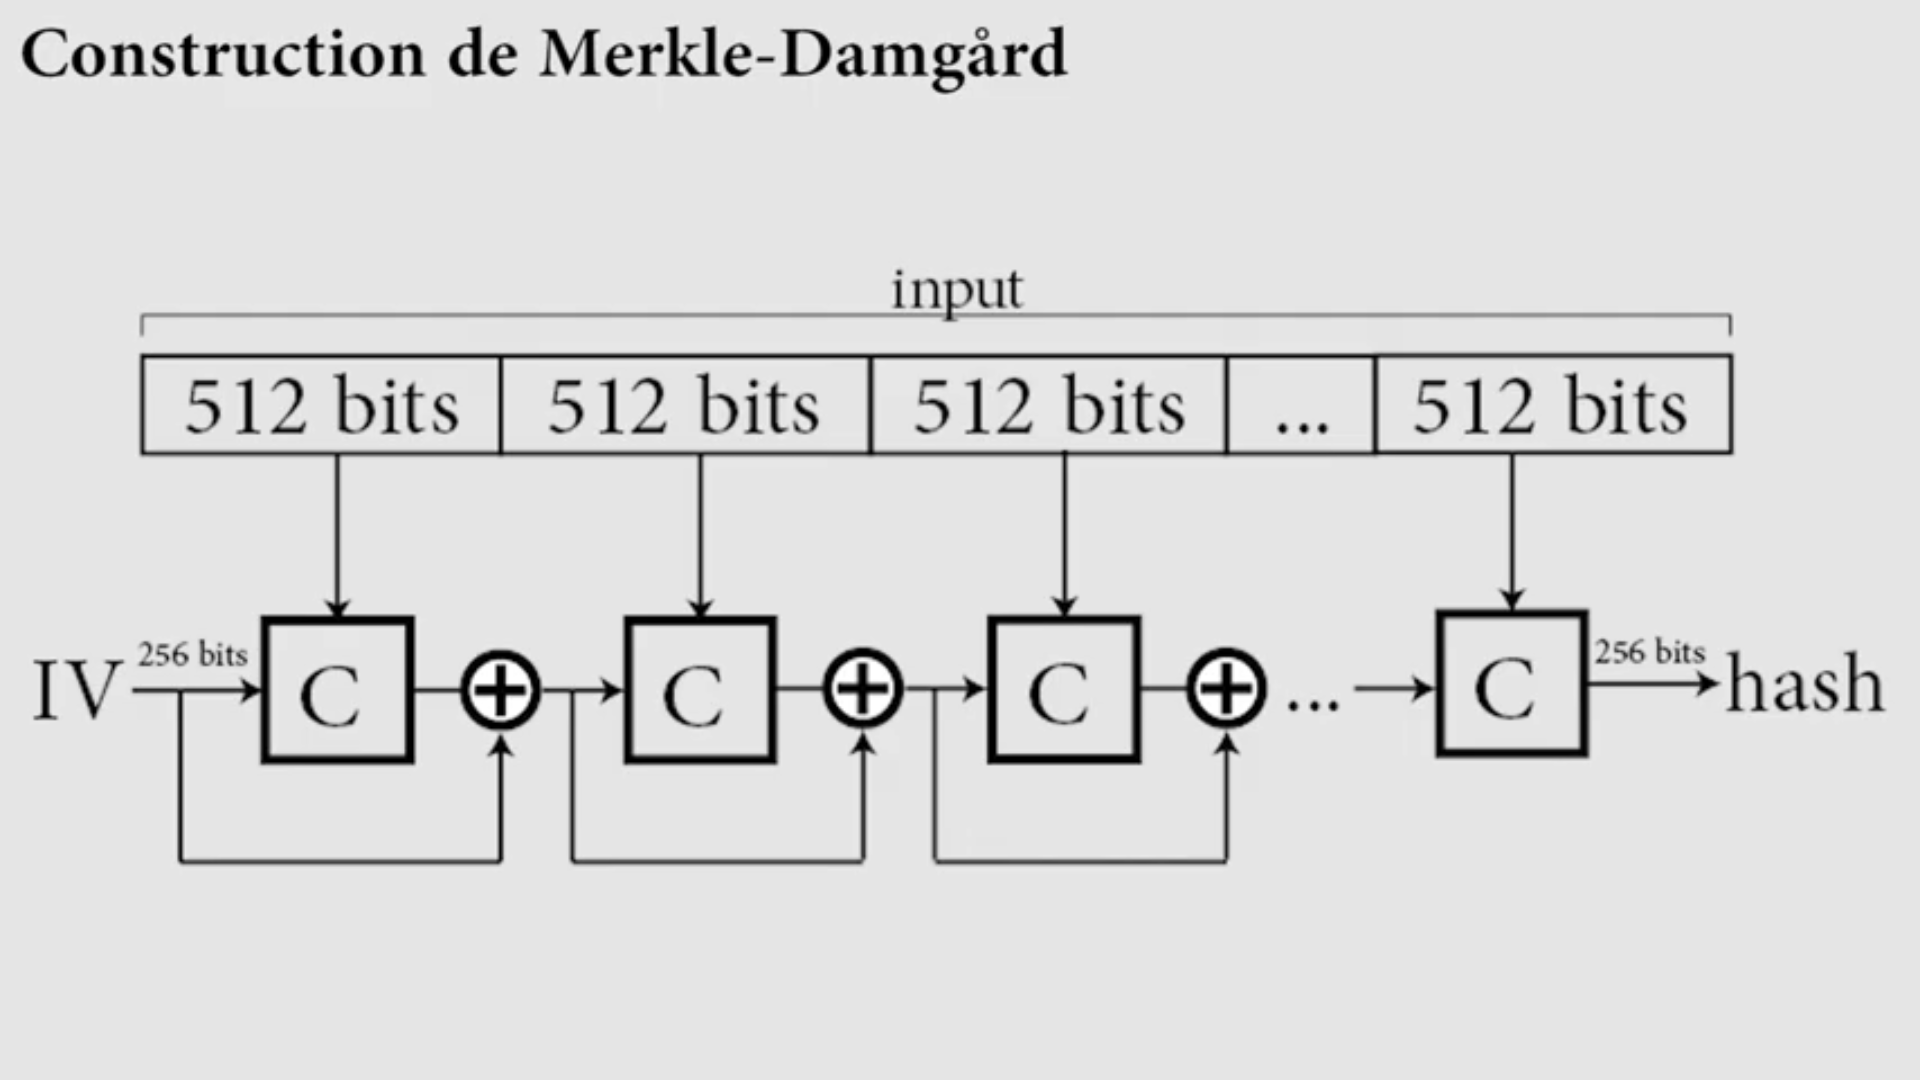 Construction de Merkle-Damgård
input
512 bits 512 bits 512 bits ... 512 bits
IV 256 bits C C C ... C 256 bits hash